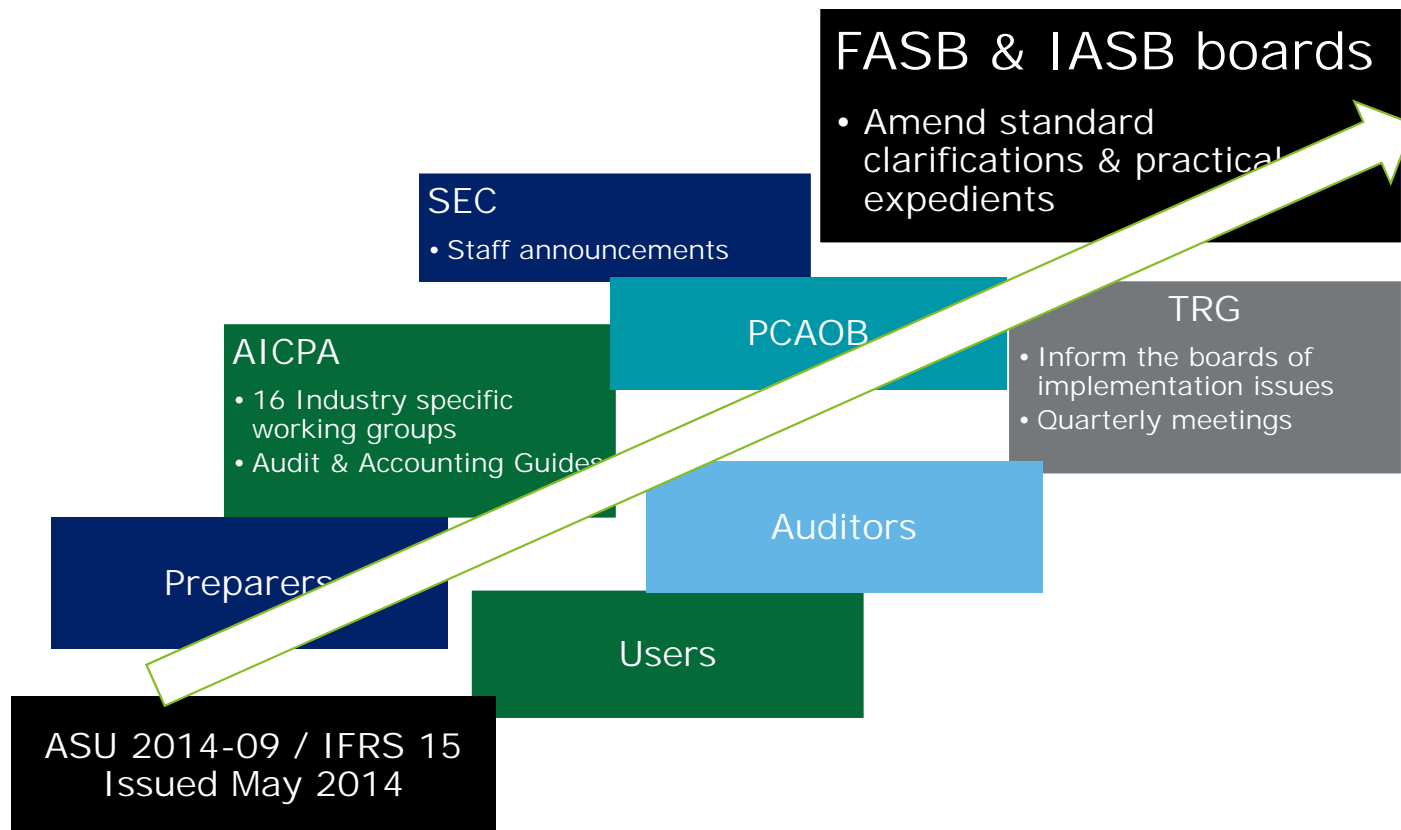 FASB & IASB boards
• Amend standard
clarifications & practical
expedients
SEC
• Staff announcements
PCAOB
TRG
• Inform the boards of
implementation issues
• Quarterly meetings
AICPA
• 16 Industry specific
working groups
• Audit & Accounting Guides
Auditors
Preparers
Users
ASU 2014-09 / IFRS 15
Issued May 2014